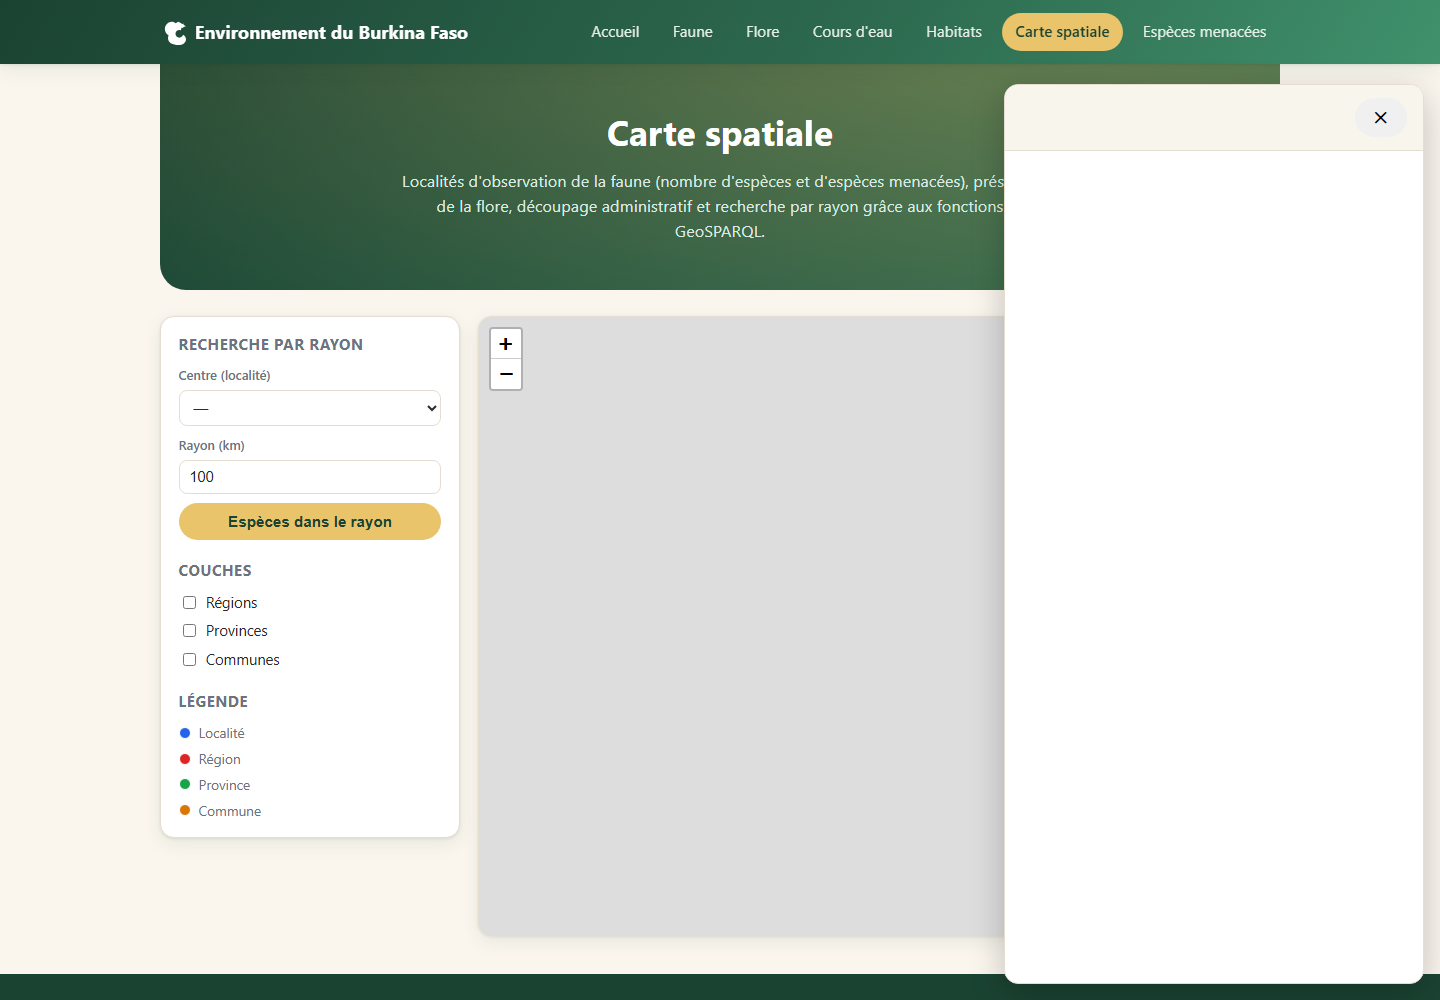 Environnement du Burkina Faso
Accueil
Faune
Flore
Cours d'eau
Habitats
Carte spatiale
Espèces menacées
Carte spatiale
Localités d'observation de la faune (nombre d'espèces et d'espèces menacées),
de la flore, découpage administratif et recherche par rayon grâce aux fonctions
GeoSPARQL.
RECHERCHE PAR RAYON
Centre (localité)
—
Rayon (km)
100
Espèces dans le rayon
COUCHES
Régions
Provinces
Communes
LÉGENDE
Localité
Région
Province
Commune
+
−
×